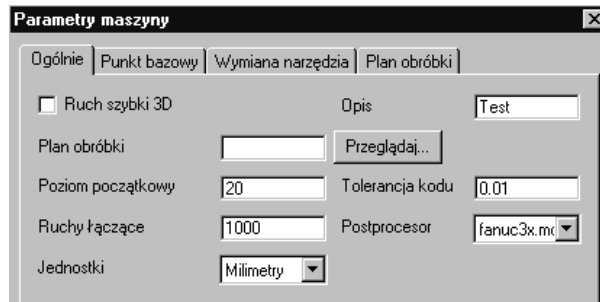 Parametry maszyny
Ogólnie Punkt bazowy Wymiana narzędzia Plan obróbki
Ruch szybki 3D Opis Test
Plan obróbki Przeglądaj...
Poziom początkowy 20 Tolerancja kodu 0.01
Ruchy łączące 1000 Postprocesor fanuc3x.mc
Jednostki Milimetry